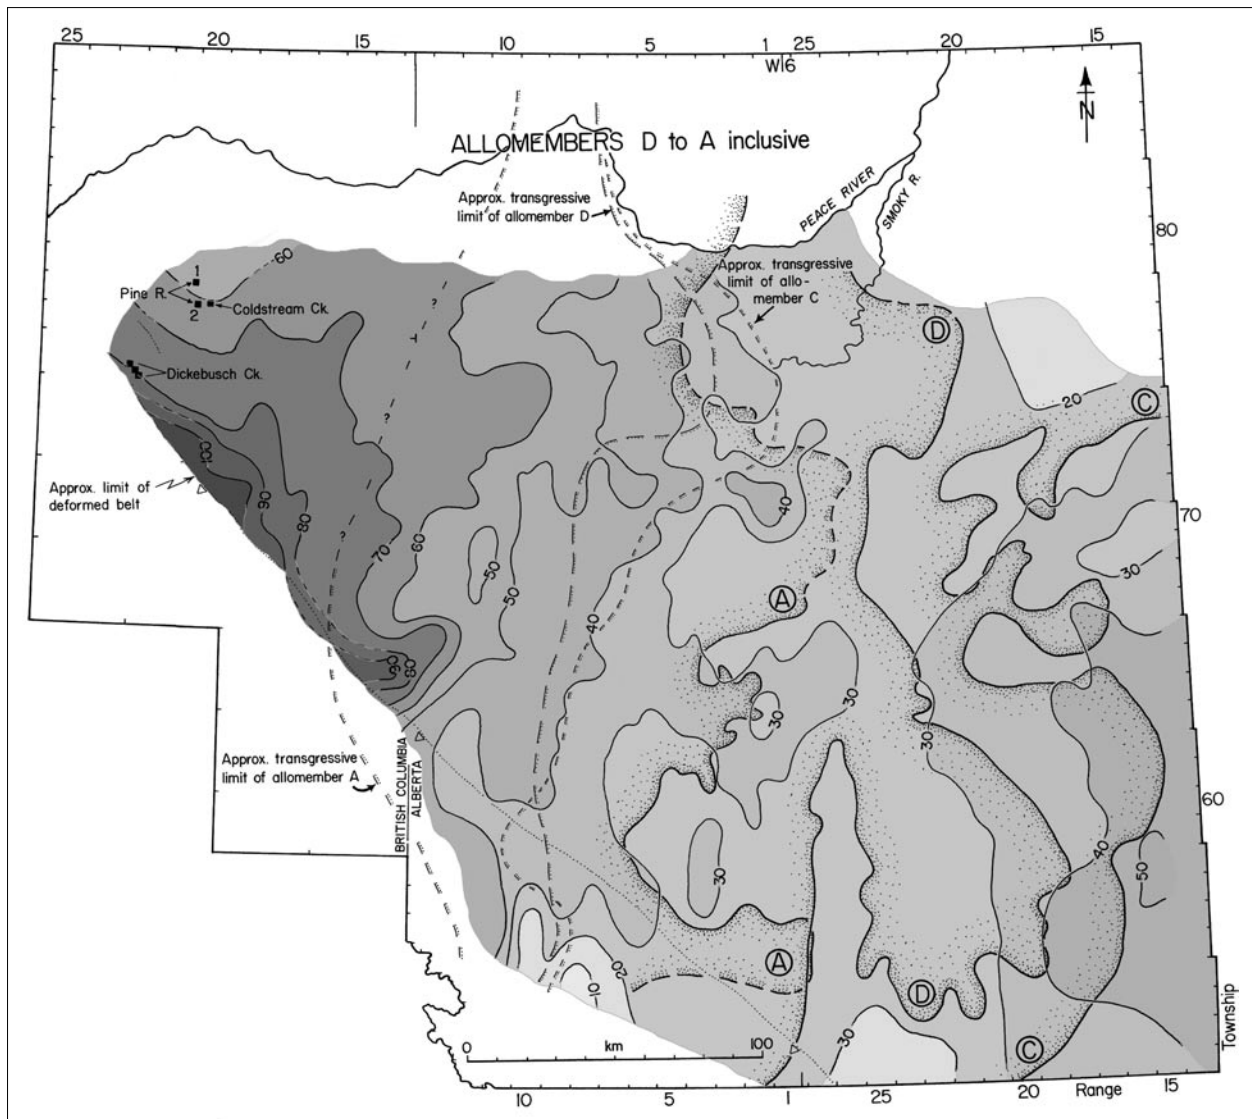 25 20 15 10 5 1 25 20 15
W16
N
ALLOMEMBERS D to A inclusive
Approx. transgressive
limit of allomember D
PEACE RIVER
SMOKY R.
80
60
1
Pine R.
2
Coldstream Ck.
?
Approx. transgressive
limit of allo-
member C
D
Dickebusch Ck.
20
C
?
100
Approx. limit of
deformed belt
90
80
70
60
50
50
40
?
70
30
40
A
90
80
30
30
30
Approx. transgressive
limit of allomember A
BRITISH COLUMBIA
ALBERTA
60
40
50
30
20
10
A
D
30
C
0 km 100
Township
10 5 1 25 20 Range 15